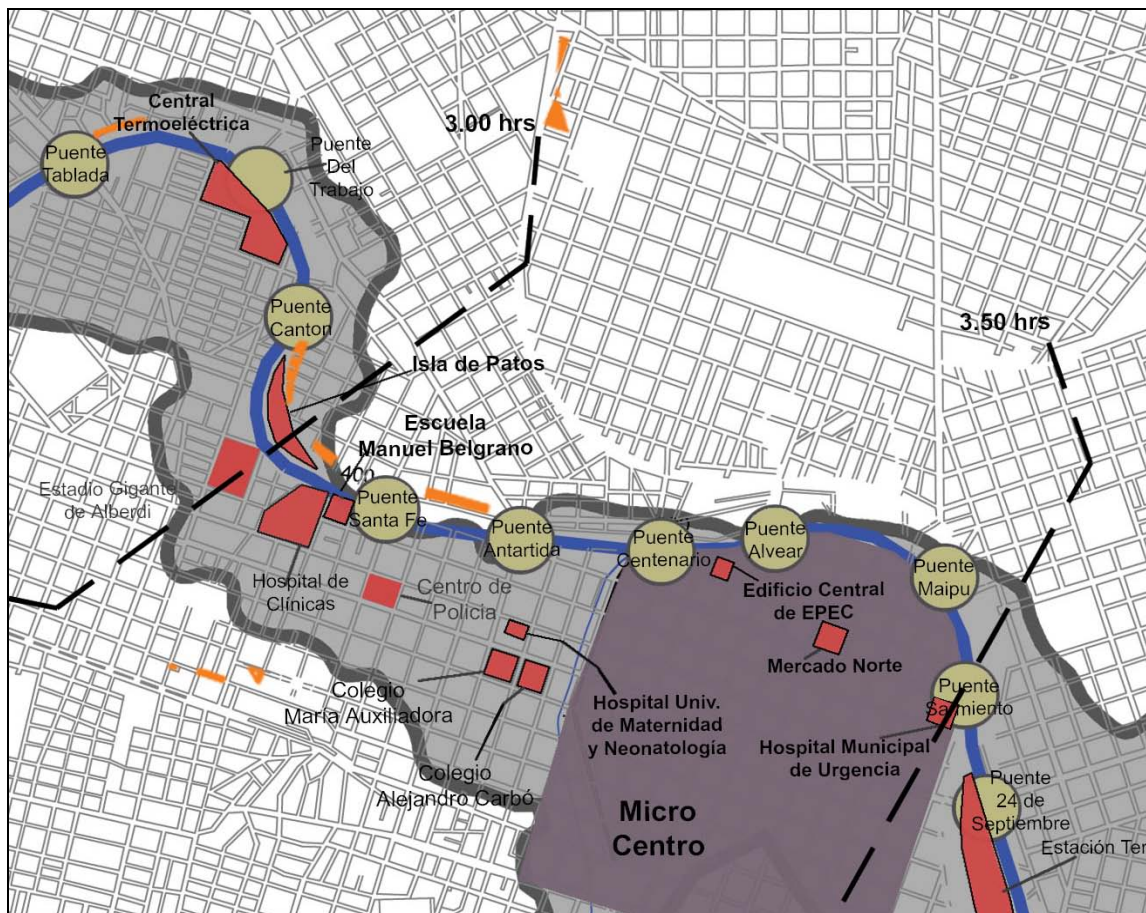 Central
Termoeléctrica
3.00 hrs
Puente
Tablada
Puente
Del
Trabajo
Puente
Canton
3.50 hrs
Isla de Patos
Escuela
Manuel Belgrano
400
Estadío Gigante
de Alberdi
Puente
Santa Fe
Puente
Antartida
Puente
Centenario
Puente
Alvear
Puente
Maipu
Hospital de
Clínicas
Centro de
Policía
Edificio Central
de EPEC
Mercado Norte
Colegio
María Auxiliadora
Hospital Univ.
de Maternidad
y Neonatología
Puente
Sarmiento
Hospital Municipal
de Urgencia
Colegio
Alejandro Carbó
Micro
Centro
Puente
24 de
Septiembre
Estación Ter